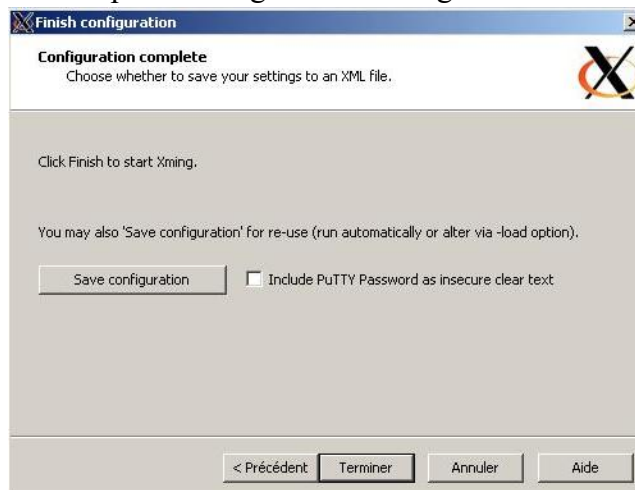 Finish configuration
Configuration complete
Choose whether to save your settings to an XML file.
Click Finish to start Xming.
You may also 'Save configuration' for re-use (run automatically or alter via -load option).
Save configuration
Include PuTTY Password as insecure clear text
< Précédent
Terminer
Annuler
Aide